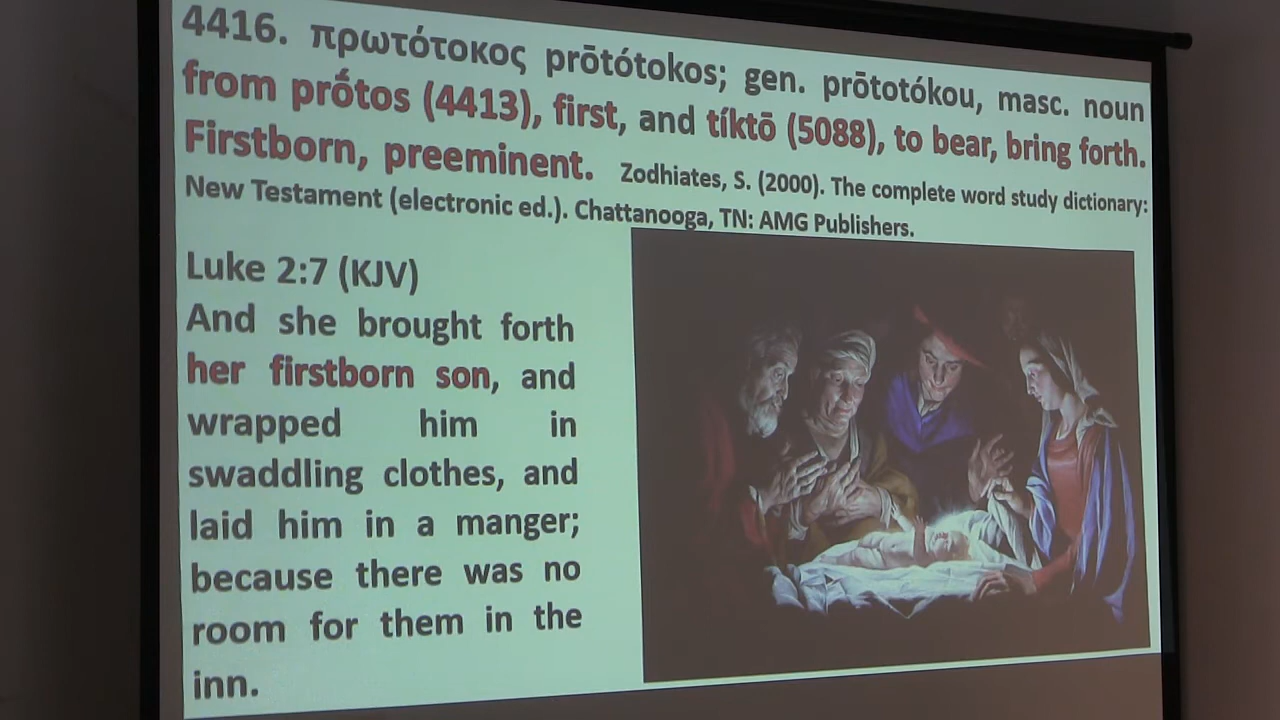 4416. πρωτότοκος prōtótokos; gen. prōtotókou, masc. noun
from prṓtos (4413), first, and tíktō (5088), to bear, bring forth.
Firstborn, preeminent. Zodhiates, S. (2000). The complete word study dictionary:
New Testament (electronic ed.). Chattanooga, TN: AMG Publishers.
Luke 2:7 (KJV)
And she brought forth
her firstborn son, and
wrapped him in
swaddling clothes, and
laid him in a manger;
because there was no
room for them in the
inn.